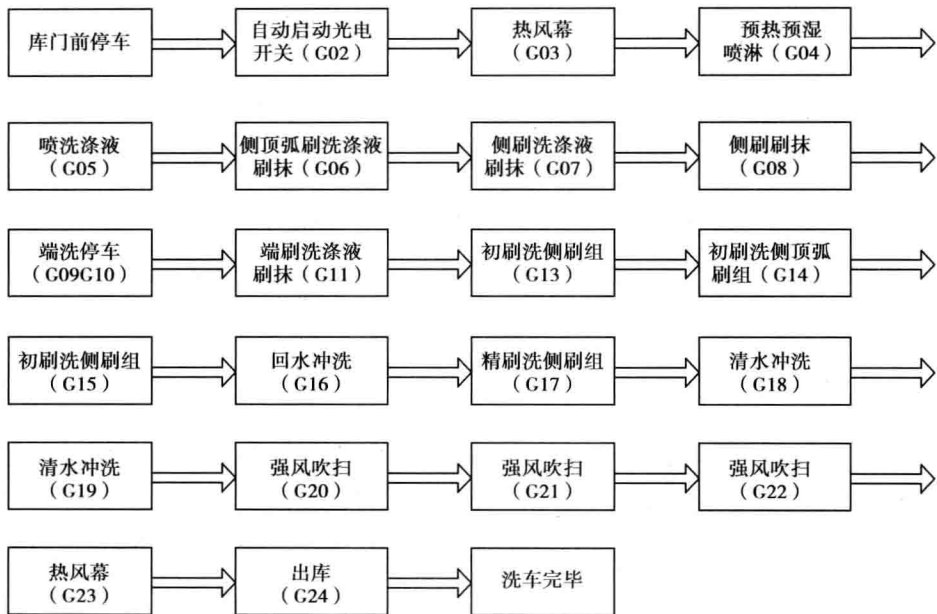 库门前停车
自动启动光电
开关（G02）
热风幕
（G03）
预热预湿
喷淋（G04）
喷洗涤液
（G05）
侧顶弧刷洗涤液
刷抹（G06）
侧刷洗涤液
刷抹（G07）
侧刷刷抹
（G08）
端洗停车
（G09G10）
端刷洗涤液
刷抹（G11）
初刷洗侧刷组
（G13）
初刷洗侧顶弧
刷组（G14）
初刷洗侧刷组
（G15）
回水冲洗
（G16）
精刷洗侧刷组
（G17）
清水冲洗
（G18）
清水冲洗
（G19）
强风吹扫
（G20）
强风吹扫
（G21）
强风吹扫
（G22）
热风幕
（G23）
出库
（G24）
洗车完毕